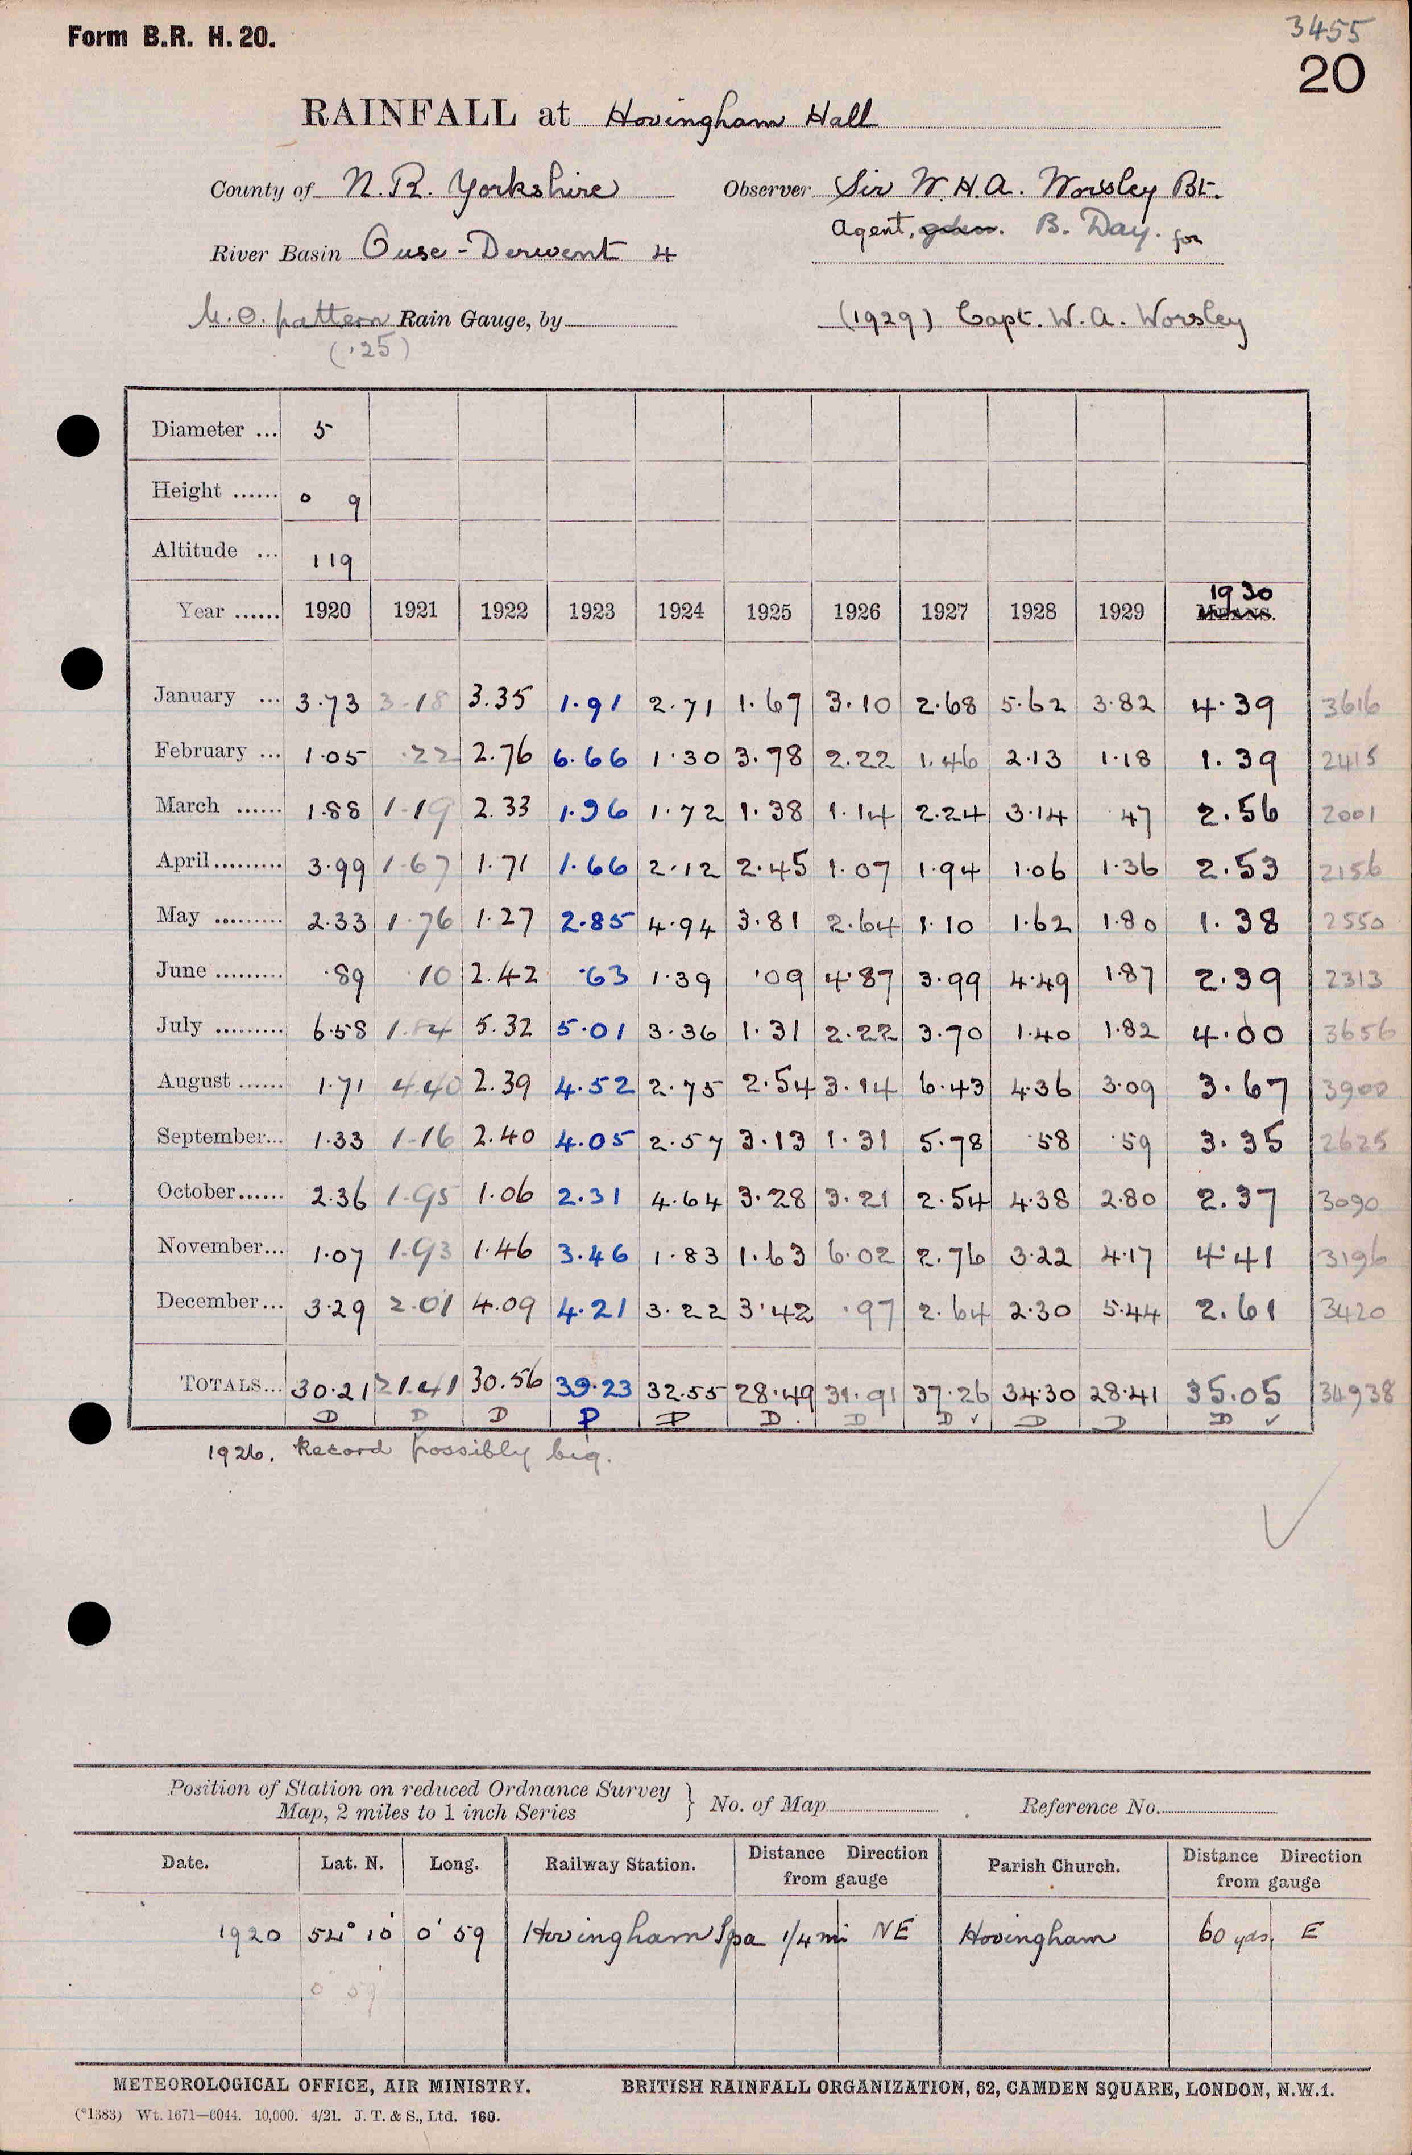 Form B.R. H. 20.
3455
20
RAINFALL at Hovingham Hall
County of N.R. Yorkshire Observer Sir W.H.A. Worsley Bt.
Agent, B. Day. for
River Basin Ouse-Derwent 4
M.O. pattern Rain Gauge, by (1929) Capt. W.A. Worsley
('25)
Diameter ... 5
Height ...... 0 9
Altitude ... 119
Year ...... 1920 1921 1922 1923 1924 1925 1926 1927 1928 1929 1930 MEANS.
January ... 3.73 3.18 3.35 1.91 2.71 1.67 3.10 2.68 5.62 3.82 4.39 3616
February ... 1.05 .22 2.76 6.66 1.30 3.78 2.22 1.46 2.13 1.18 1.39 2415
March ...... 1.88 1.19 2.33 1.96 1.72 1.38 1.14 2.24 3.14 47 2.56 2001
April ......... 3.99 1.67 1.71 1.66 2.12 2.45 1.07 1.94 1.06 1.36 2.53 2156
May ......... 2.33 1.76 1.27 2.85 4.94 3.81 2.64 1.10 1.62 1.80 1.38 2550
June ......... .89 10 2.42 .63 1.39 .09 4.87 3.99 4.49 1.87 2.39 2313
July ......... 6.58 1.84 5.32 5.01 3.36 1.31 2.22 3.70 1.40 1.82 4.00 3656
August ...... 1.71 4.40 2.39 4.52 2.75 2.54 3.14 6.43 4.36 3.09 3.67 3900
September... 1.33 1.16 2.40 4.05 2.57 3.13 1.31 5.78 .58 .59 3.35 2625
October...... 2.36 1.95 1.06 2.31 4.64 3.28 3.21 2.54 4.38 2.80 2.37 3090
November... 1.07 1.93 1.46 3.46 1.83 1.63 6.02 2.76 3.22 4.17 4.41 3196
December... 3.29 2.01 4.09 4.21 3.22 3.42 .97 2.64 2.30 5.44 2.61 3420
TOTALS... 30.21 21.41 30.56 39.23 32.55 28.49 31.91 37.26 34.30 28.41 35.05 34938
D D D D D D D D ✓ D D D ✓
1926. Record possibly big.
✓
Position of Station on reduced Ordnance Survey
Map, 2 miles to 1 inch Series } No. of Map Reference No.
Date. Lat. N. Long. Railway Station. Distance Direction from gauge Parish Church. Distance Direction from gauge
1920 54° 10' 0° 59 Hovingham Spa 1/4 mi NE Hovingham 60 yds. E
0 59'
METEOROLOGICAL OFFICE, AIR MINISTRY. BRITISH RAINFALL ORGANIZATION, 62, CAMDEN SQUARE, LONDON, N.W.1.
(*1383) Wt. 1671—6044. 10,000. 4/21. J. T. & S., Ltd. 160.